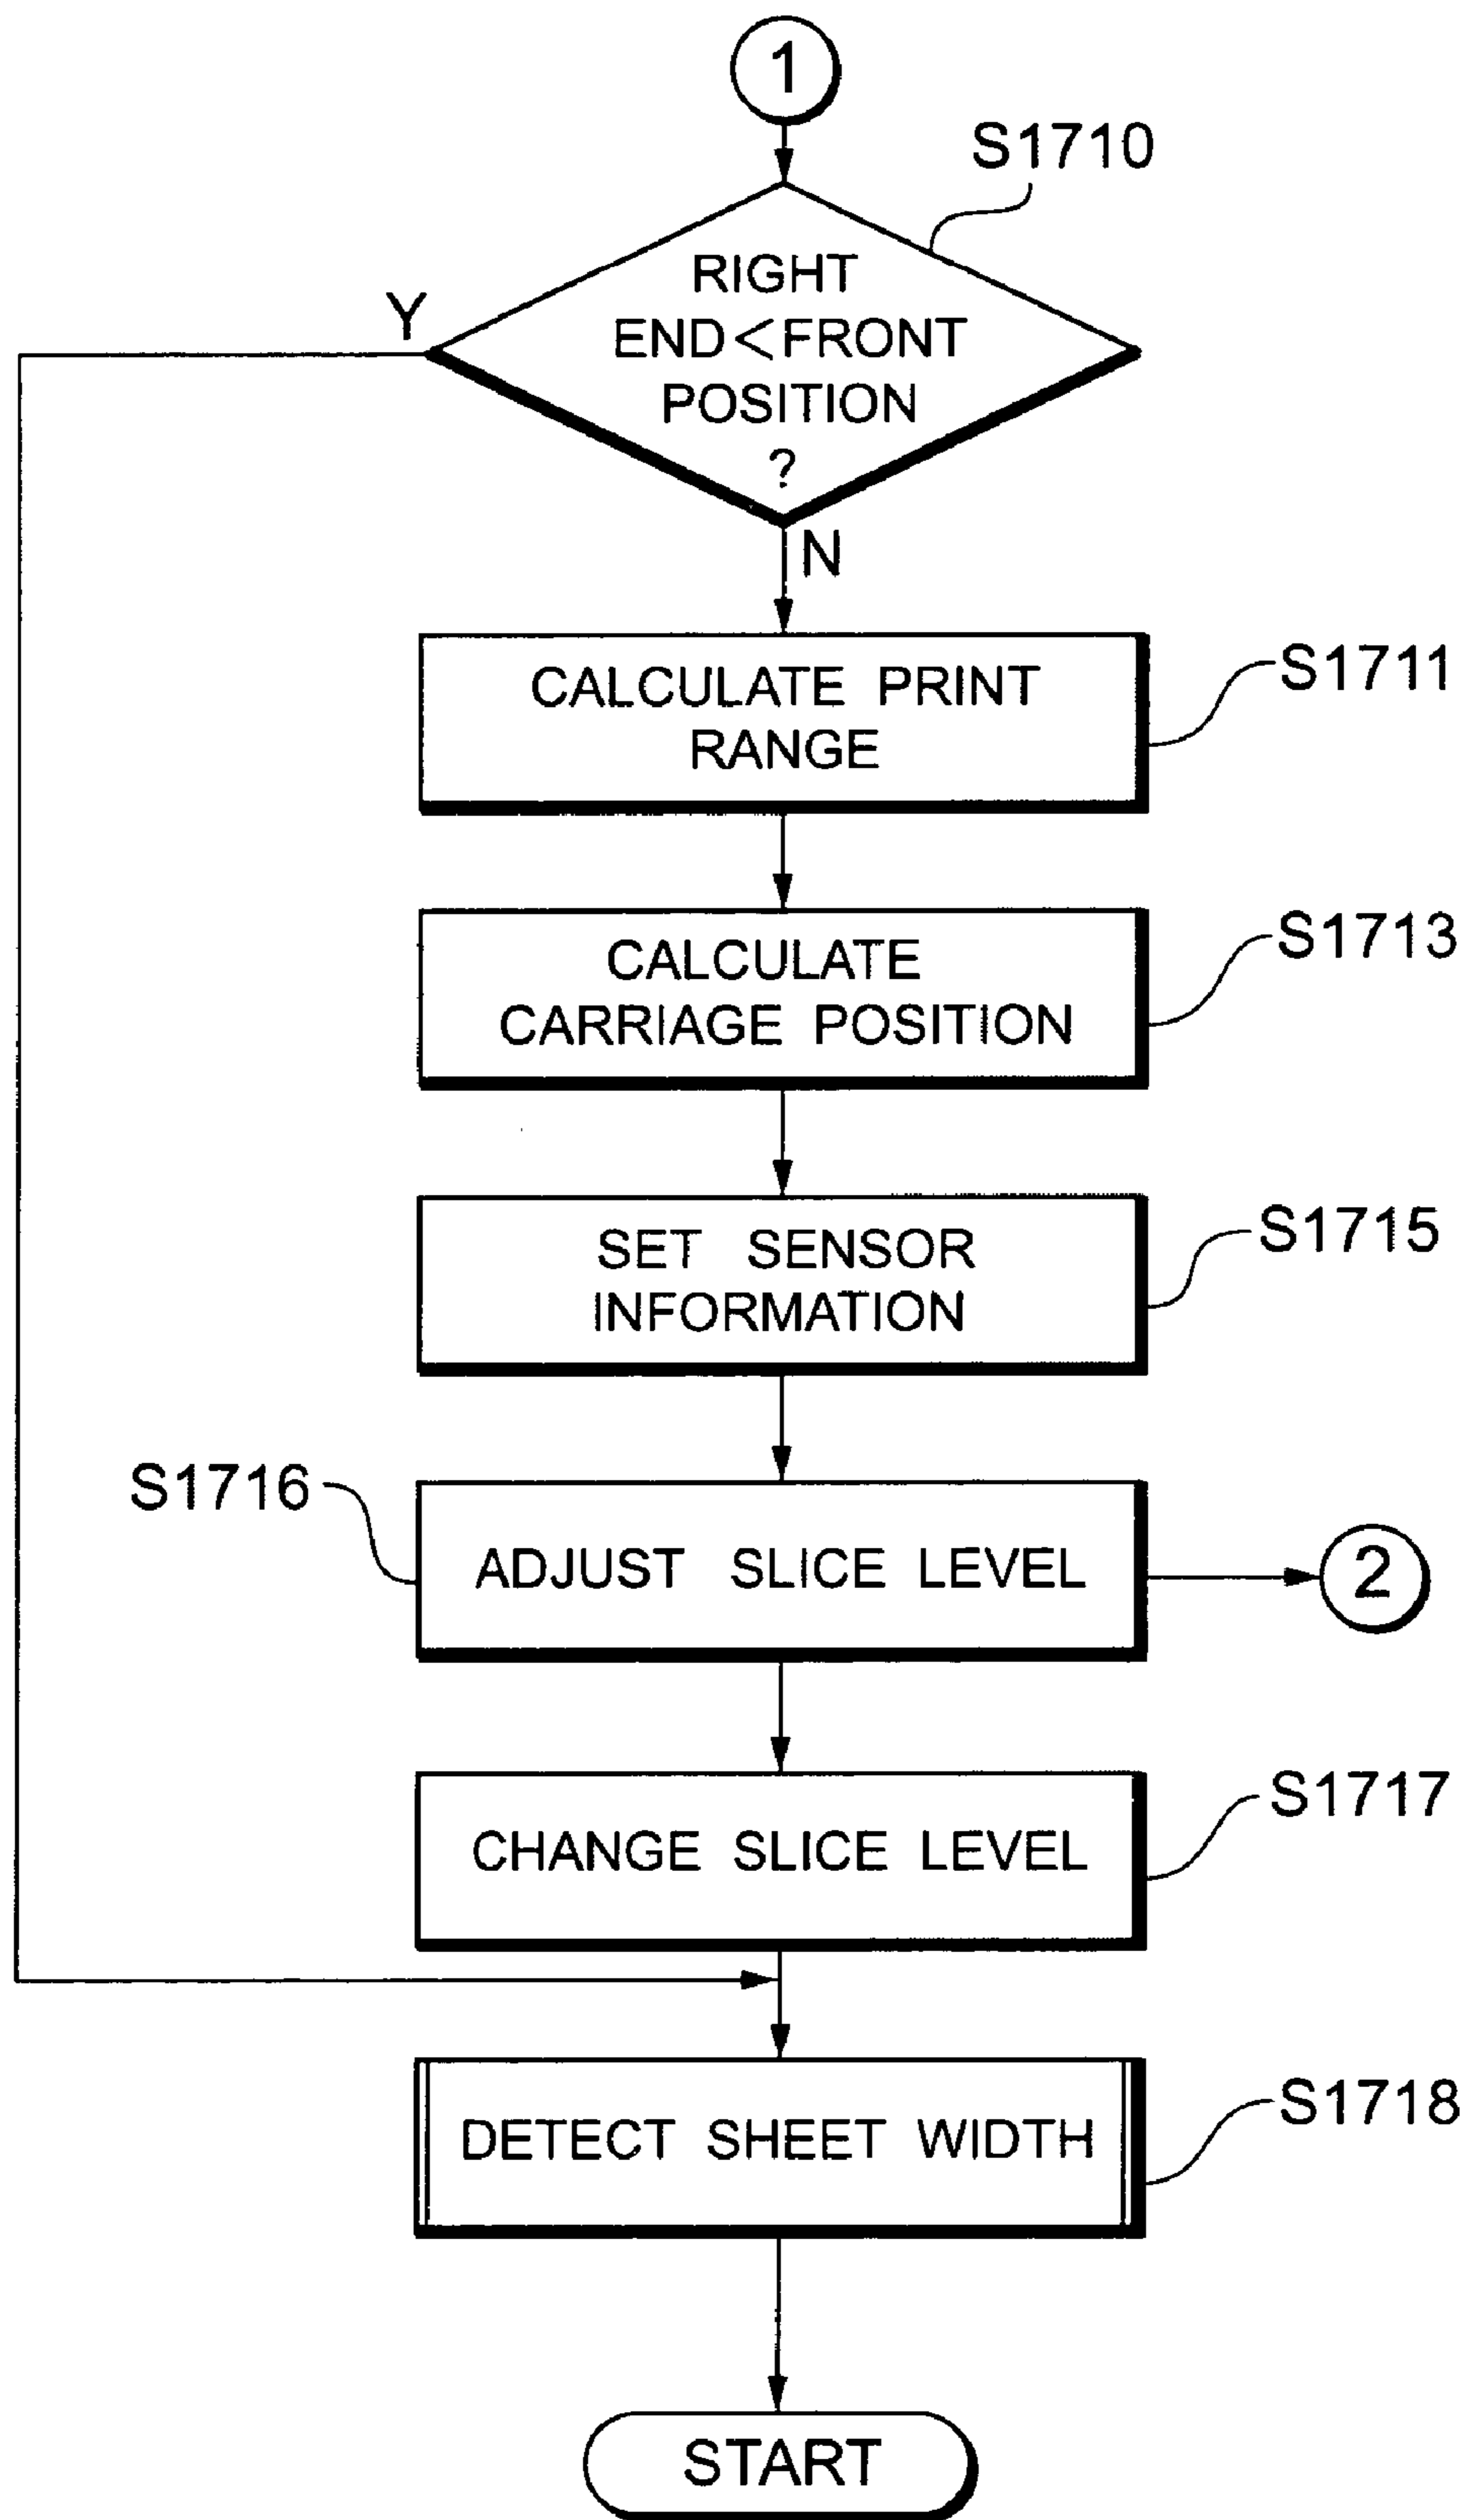 1
S1710
RIGHT
END<FRONT
POSITION
?
Y
N
CALCULATE PRINT
RANGE
S1711
CALCULATE
CARRIAGE POSITION
S1713
SET SENSOR
INFORMATION
S1715
S1716
ADJUST SLICE LEVEL
2
CHANGE SLICE LEVEL
S1717
DETECT SHEET WIDTH
S1718
START